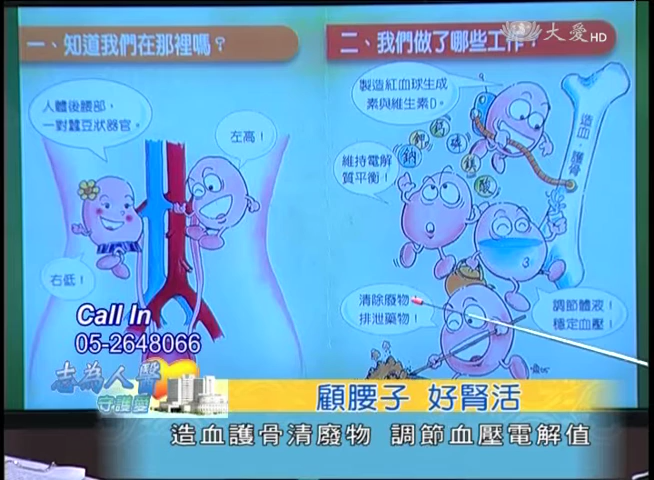 一、知道我們在那裡嗎？
二、我們做了哪些工作？
大愛HD
人體後腰部，
一對蠶豆狀器官。
左高！
右低！
製造紅血球生成
素與維生素D。
造血、護骨
鈉 鉀 鈣 磷 鎂 酸
維持電解
質平衡！
清除廢物
排泄藥物！
調節體液！
穩定血壓！
Call In
05-2648066
志為人醫
守護愛
顧腰子 好腎活
造血護骨清廢物 調節血壓電解值